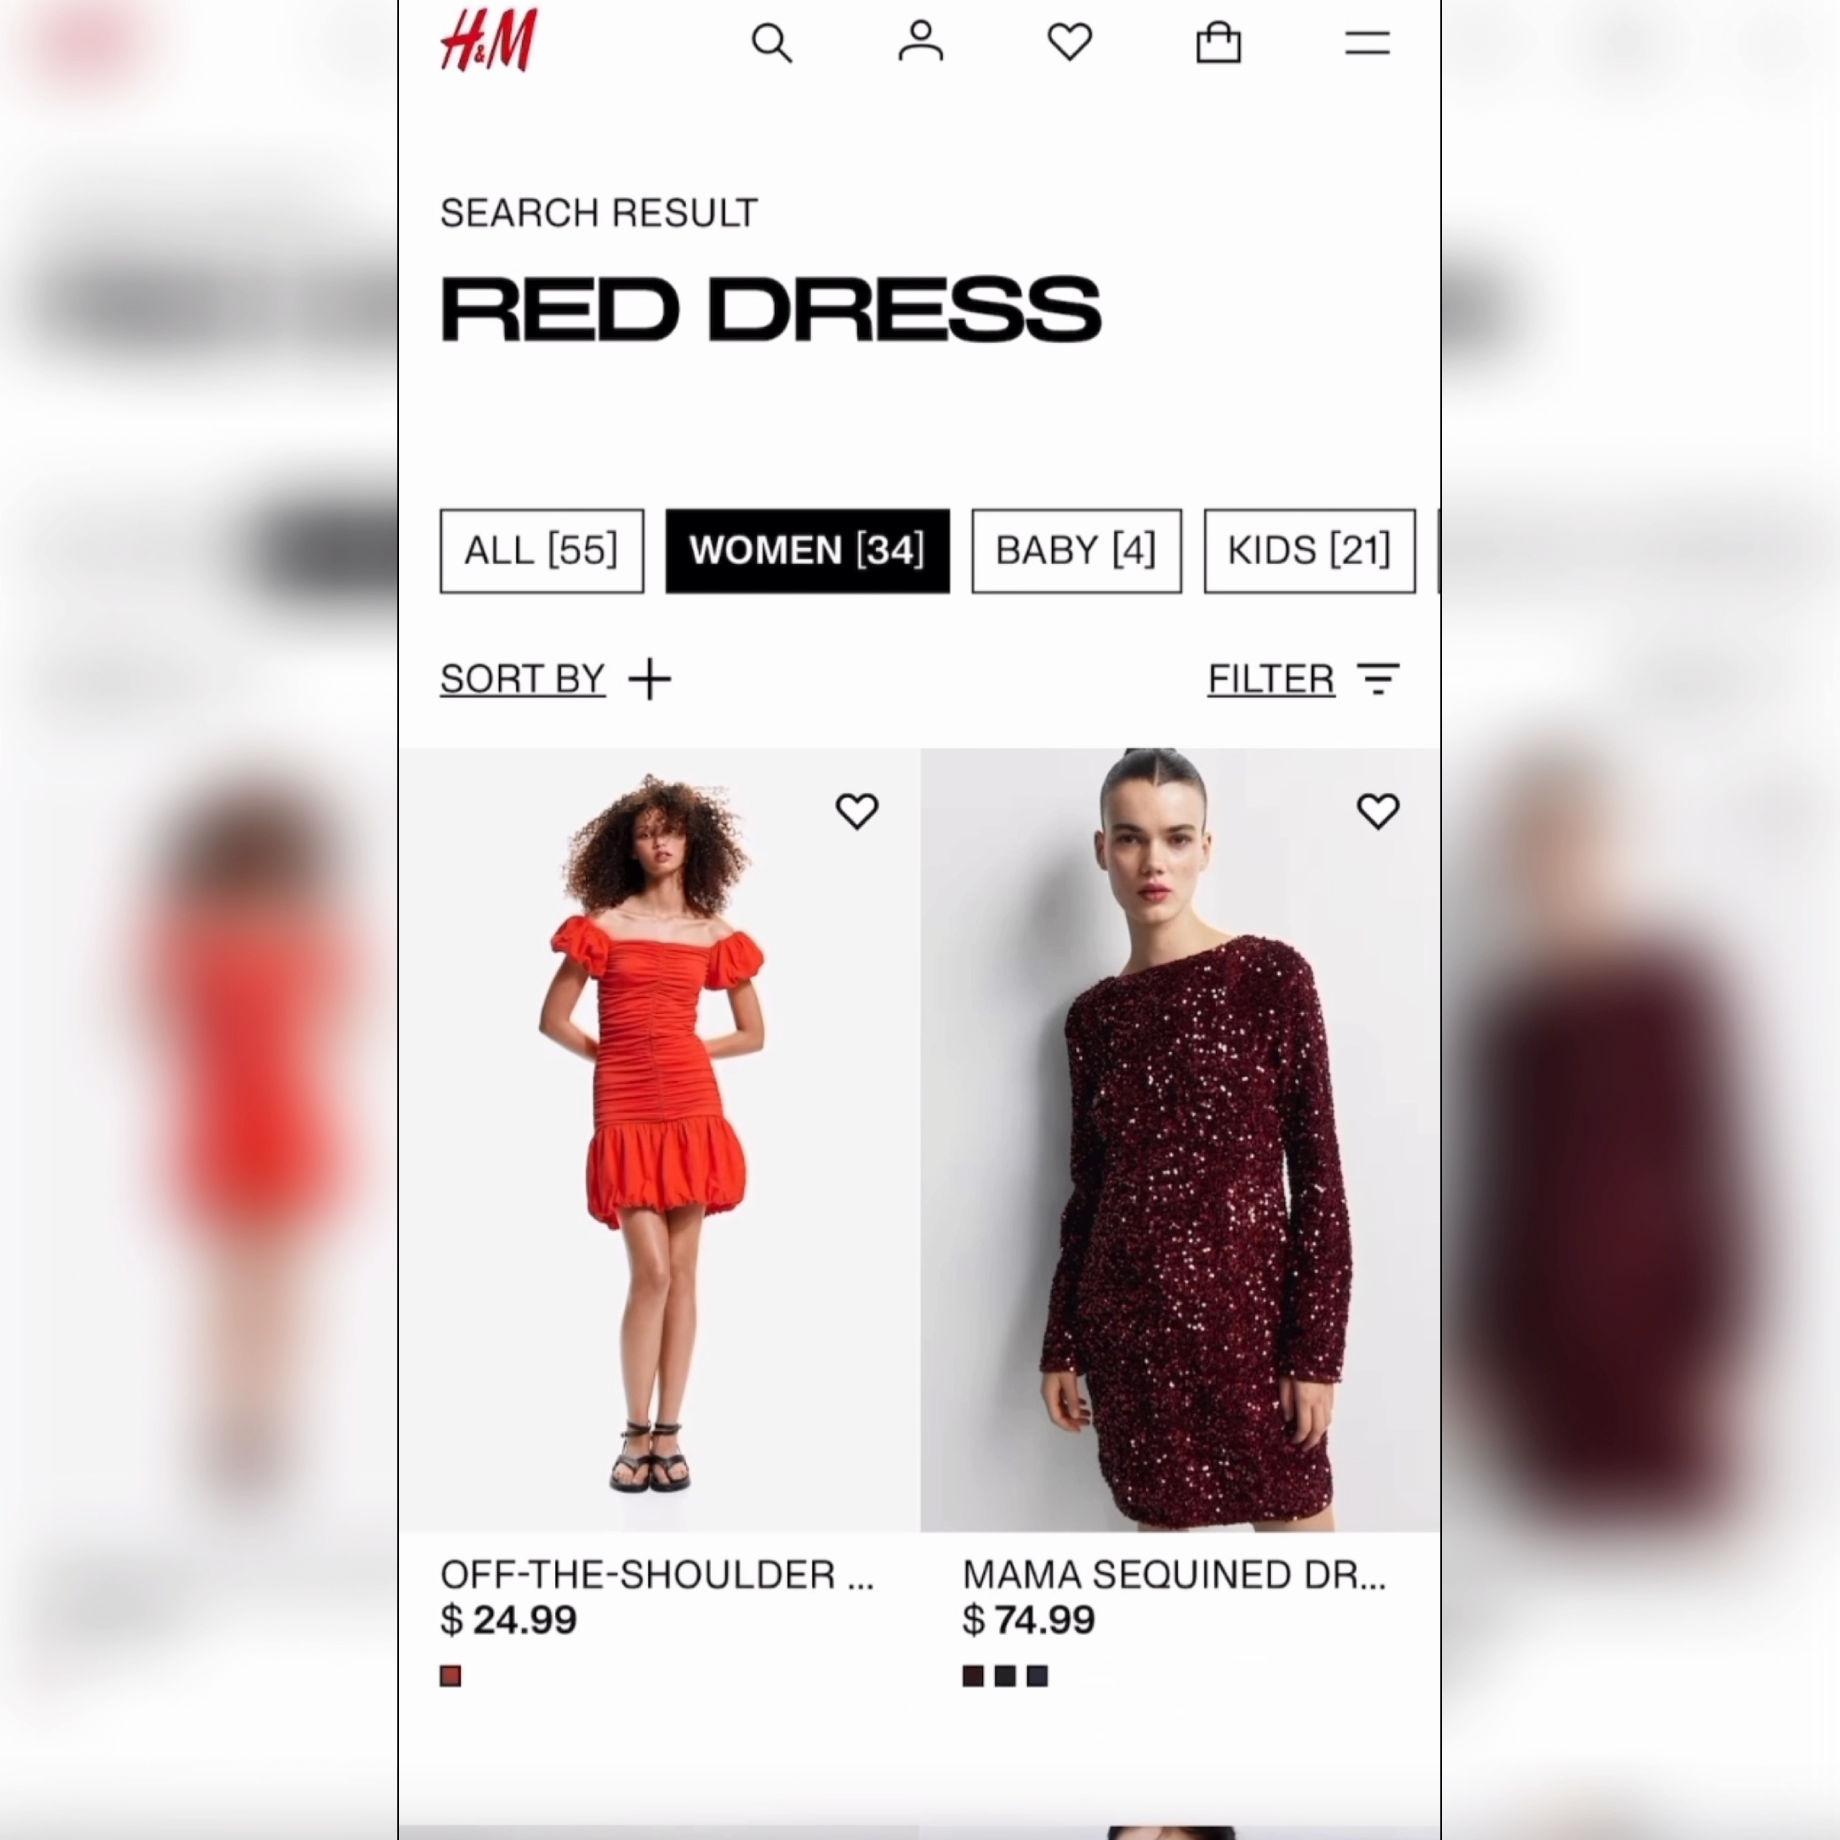 H&M
SEARCH RESULT
RED DRESS
ALL [55]
WOMEN [34]
BABY [4]
KIDS [21]
SORT BY
FILTER
OFF-THE-SHOULDER ...
$ 24.99
MAMA SEQUINED DR...
$ 74.99